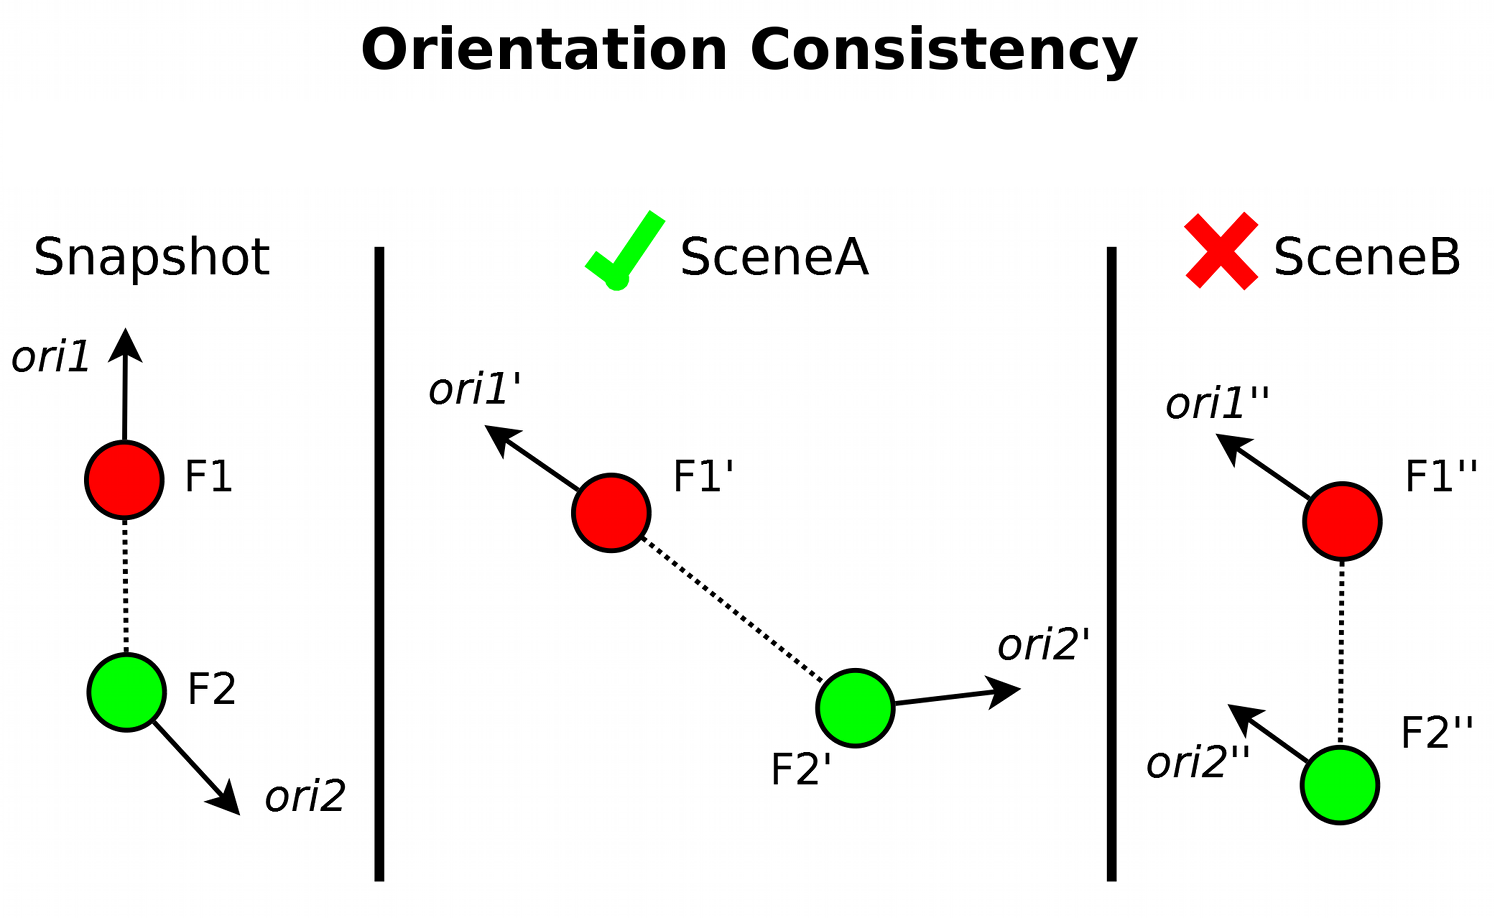 Orientation Consistency
Snapshot
ori1
F1
F2
ori2
SceneA
ori1'
F1'
ori2'
F2'
SceneB
ori1''
F1''
F2''
ori2''